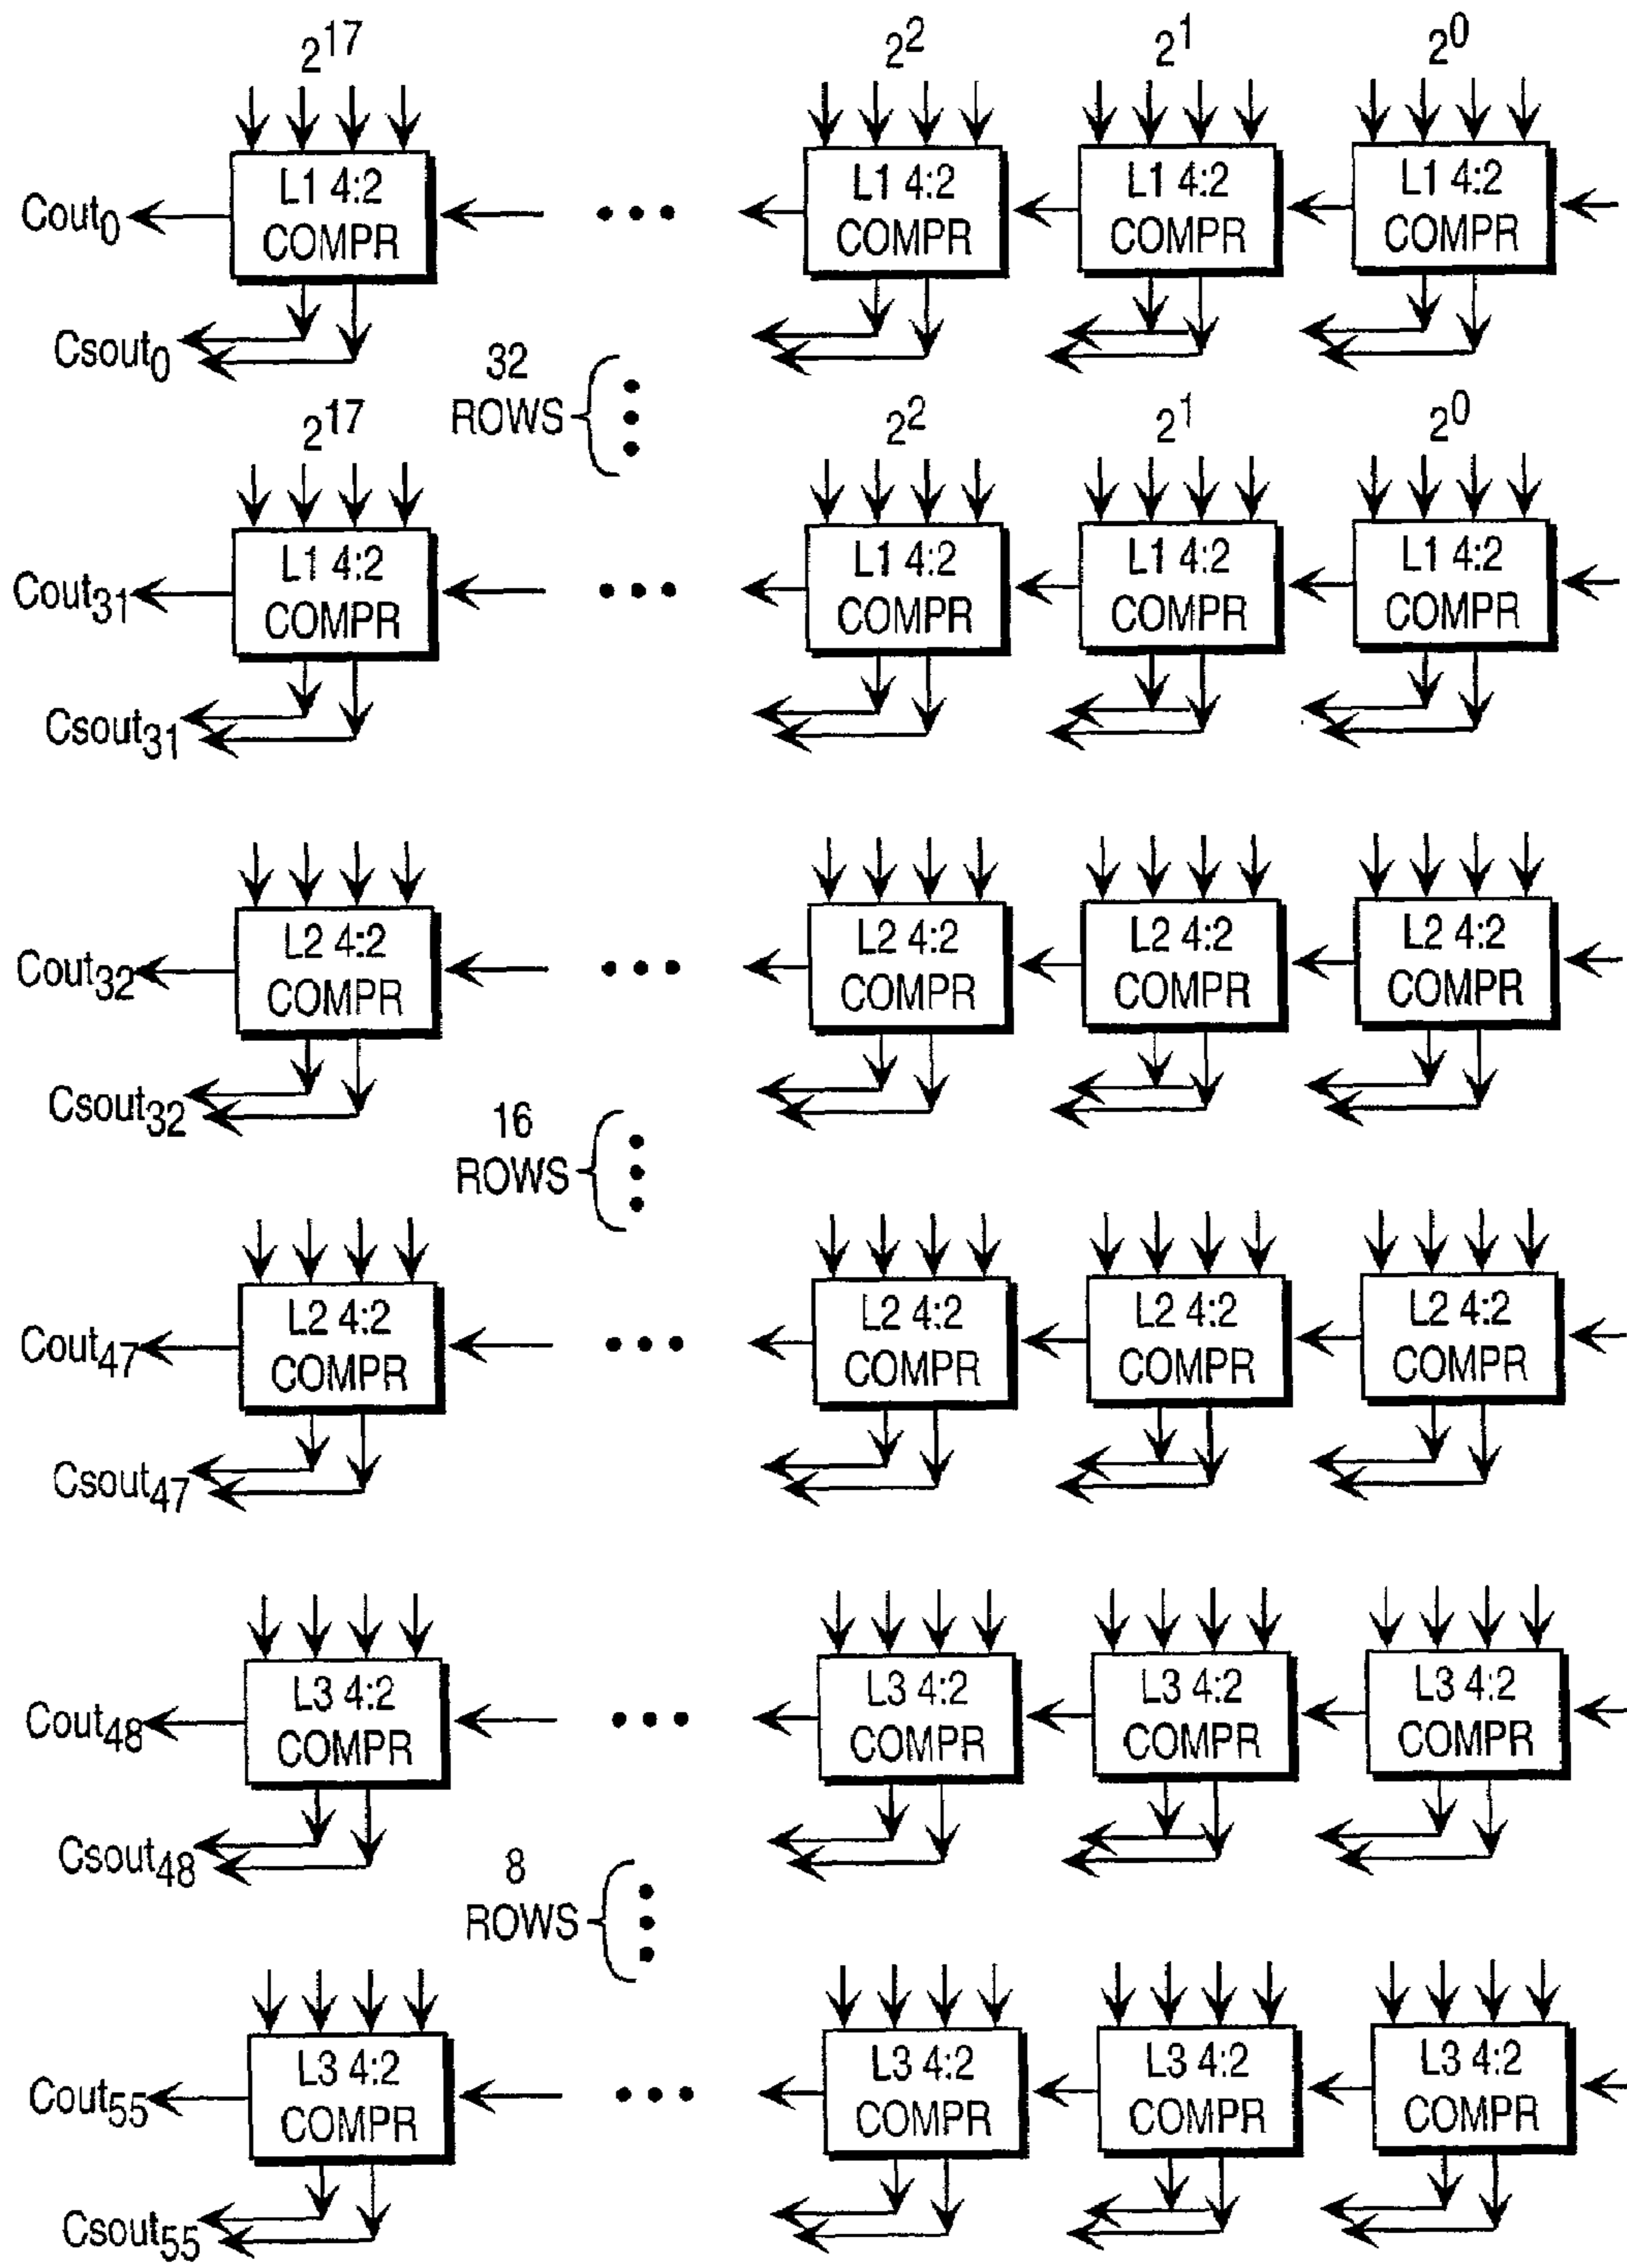 2^17 2^2 2^1 2^0
L1 4:2 COMPR L1 4:2 COMPR L1 4:2 COMPR L1 4:2 COMPR
Cout0
Csout0
32 ROWS
2^17 2^2 2^1 2^0
L1 4:2 COMPR L1 4:2 COMPR L1 4:2 COMPR L1 4:2 COMPR
Cout31
Csout31
L2 4:2 COMPR L2 4:2 COMPR L2 4:2 COMPR L2 4:2 COMPR
Cout32
Csout32
16 ROWS
L2 4:2 COMPR L2 4:2 COMPR L2 4:2 COMPR L2 4:2 COMPR
Cout47
Csout47
L3 4:2 COMPR L3 4:2 COMPR L3 4:2 COMPR L3 4:2 COMPR
Cout48
Csout48
8 ROWS
L3 4:2 COMPR L3 4:2 COMPR L3 4:2 COMPR L3 4:2 COMPR
Cout55
Csout55